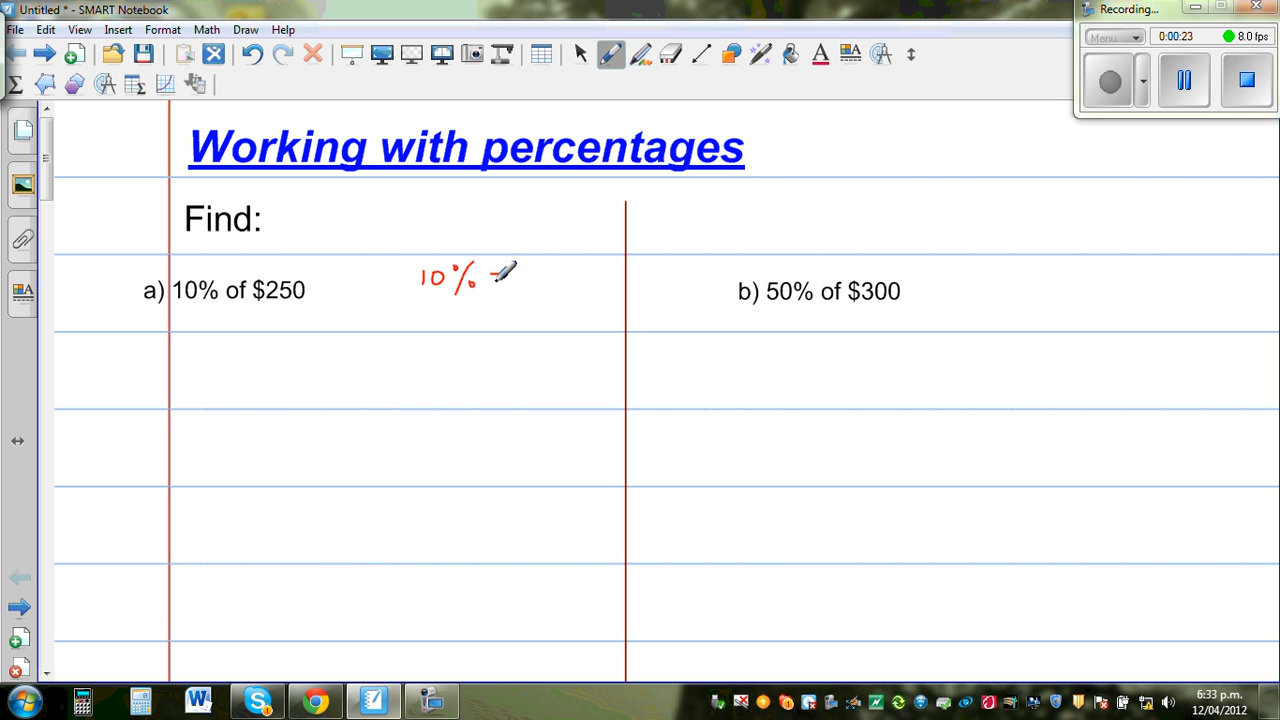 Untitled * - SMART Notebook
Recording...
File Edit View Insert Format Math Draw Help
Menu 0:00:23 8.0 fps
Working with percentages
Find:
a) 10% of $250
10%
b) 50% of $300
6:33 p.m.
12/04/2012